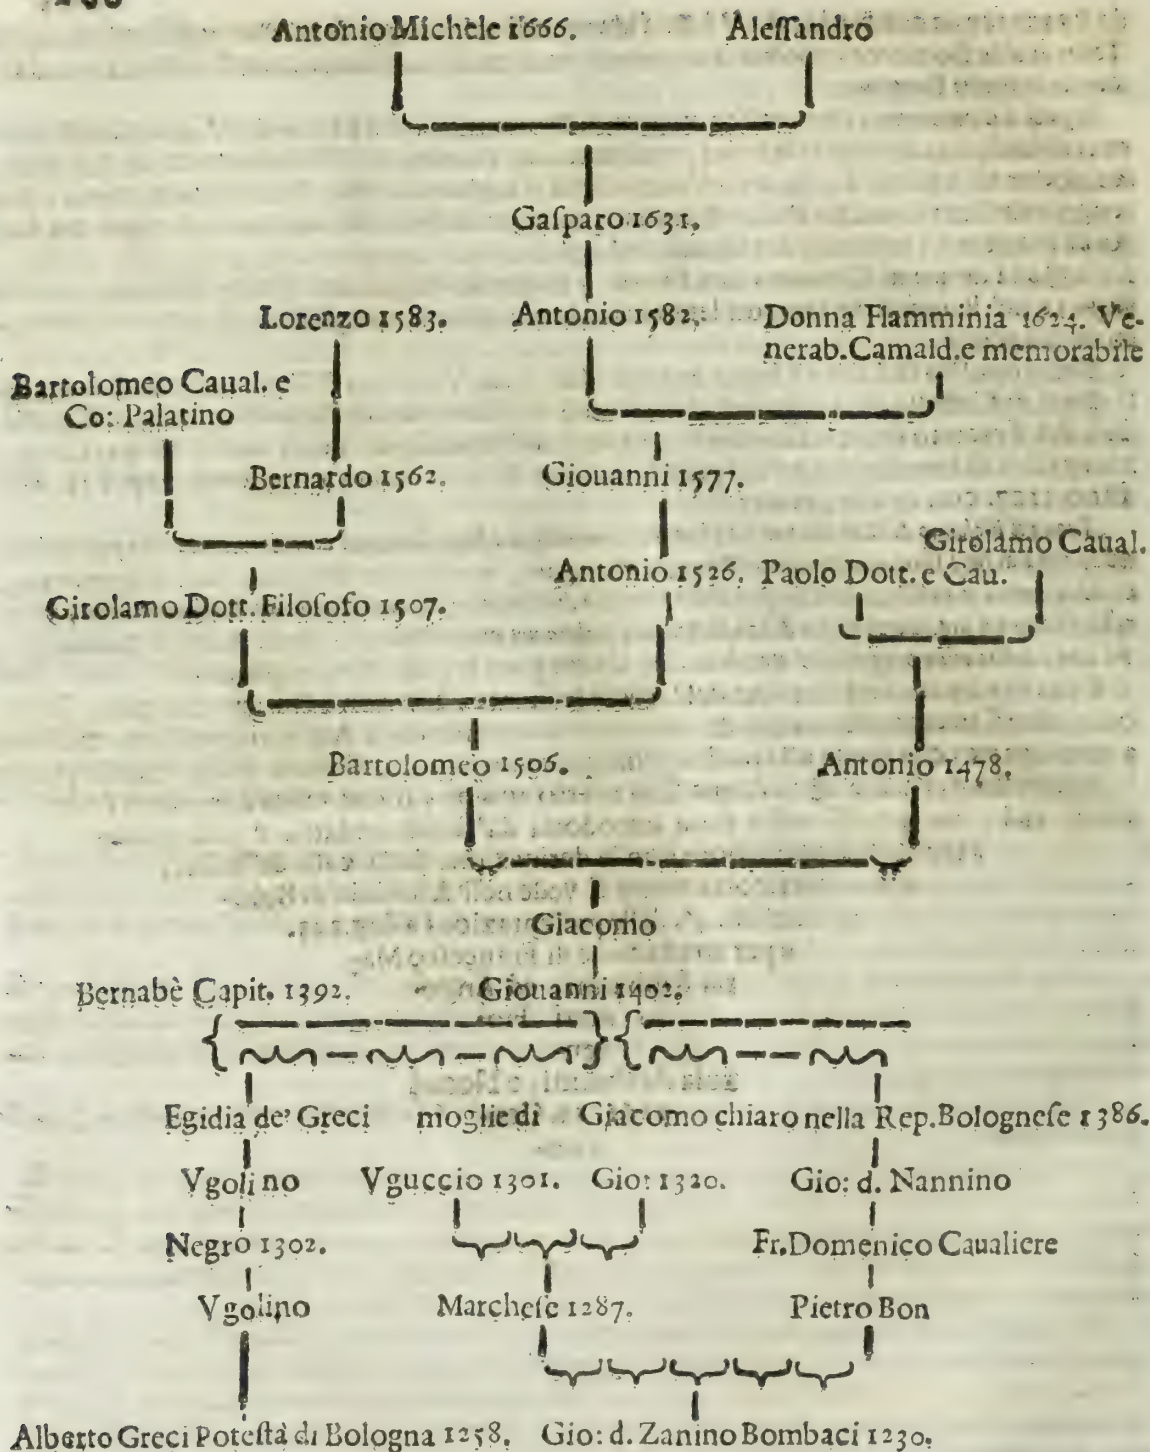 Antonio Michele 1666. Aleſſandro
Gaſparo 1631.
Lorenzo 1583. Antonio 1582. Donna Flamminia 1624. Ve-
nerab. Camald. e memorabile
Bartolomeo Caual. e
Co: Palatino
Bernardo 1562. Giouanni 1577.
Girolamo Caual.
Antonio 1526. Paolo Dott. e Cau.
Girolamo Dott. Filoſofo 1507.
Bartolomeo 1506. Antonio 1478.
Giacomo
Bernabè Capit. 1392. Giouanni 1402.
Egidia de' Greci moglie di Giacomo chiaro nella Rep. Bologneſe 1386.
Vgolino Vguccio 1301. Gio: 1320. Gio: d. Nannino
Negro 1302. Fr. Domenico Caualiere
Vgolino Marcheſe 1287. Pietro Bon
Alberto Greci Poteſtà di Bologna 1258. Gio: d. Zanino Bombaci 1230.